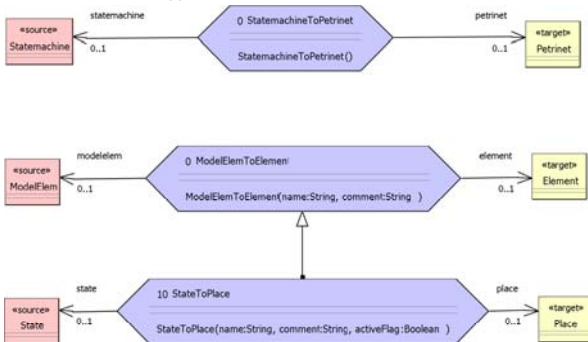 statemachine
petrinet
«source»
Statemachine
0..1
0 StatemachineToPetrinet
StatemachineToPetrinet()
0..1
«target»
Petrinet
modelelem
element
«source»
ModelElem
0..1
0 ModelElemToElement
ModelElemToElement(name:String, comment:String )
0..1
«target»
Element
state
place
«source»
State
0..1
10 StateToPlace
StateToPlace(name:String, comment:String, activeFlag:Boolean )
0..1
«target»
Place